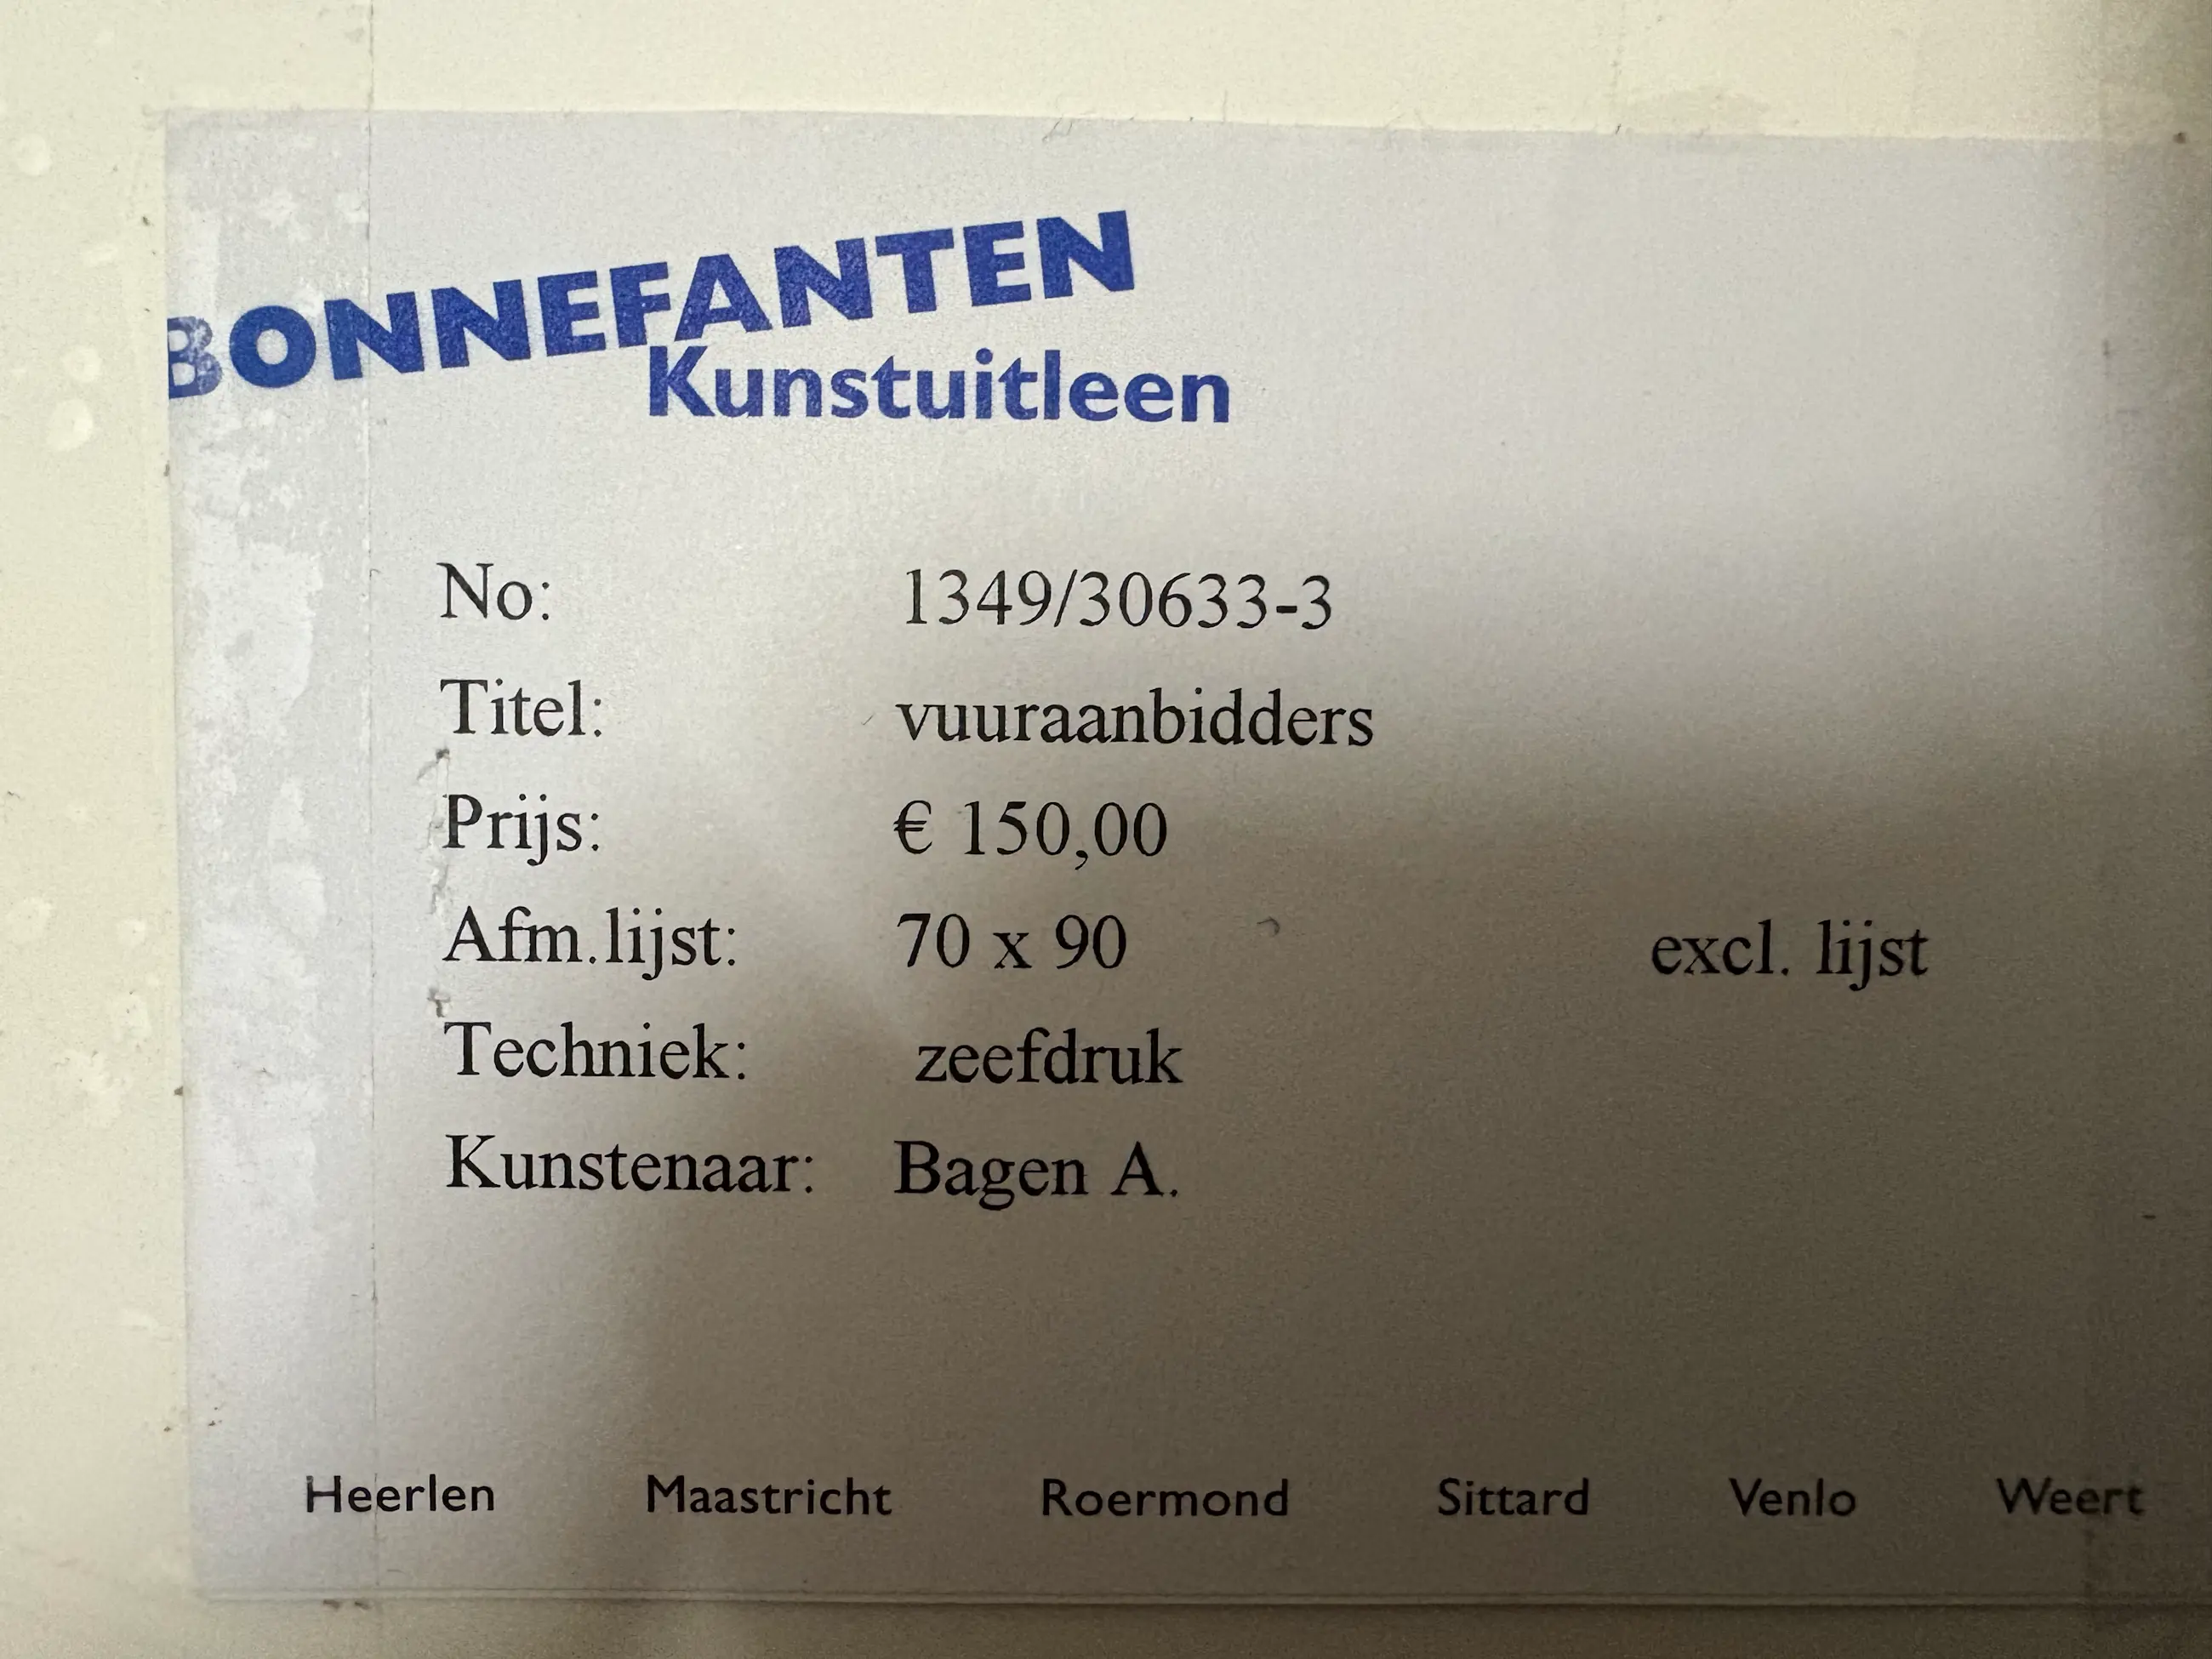 BONNEFANTEN
Kunstuitleen
No: 1349/30633-3
Titel: vuuraanbidders
Prijs: € 150,00
Afm.lijst: 70 x 90 excl. lijst
Techniek: zeefdruk
Kunstenaar: Bagen A.
Heerlen Maastricht Roermond Sittard Venlo Weert